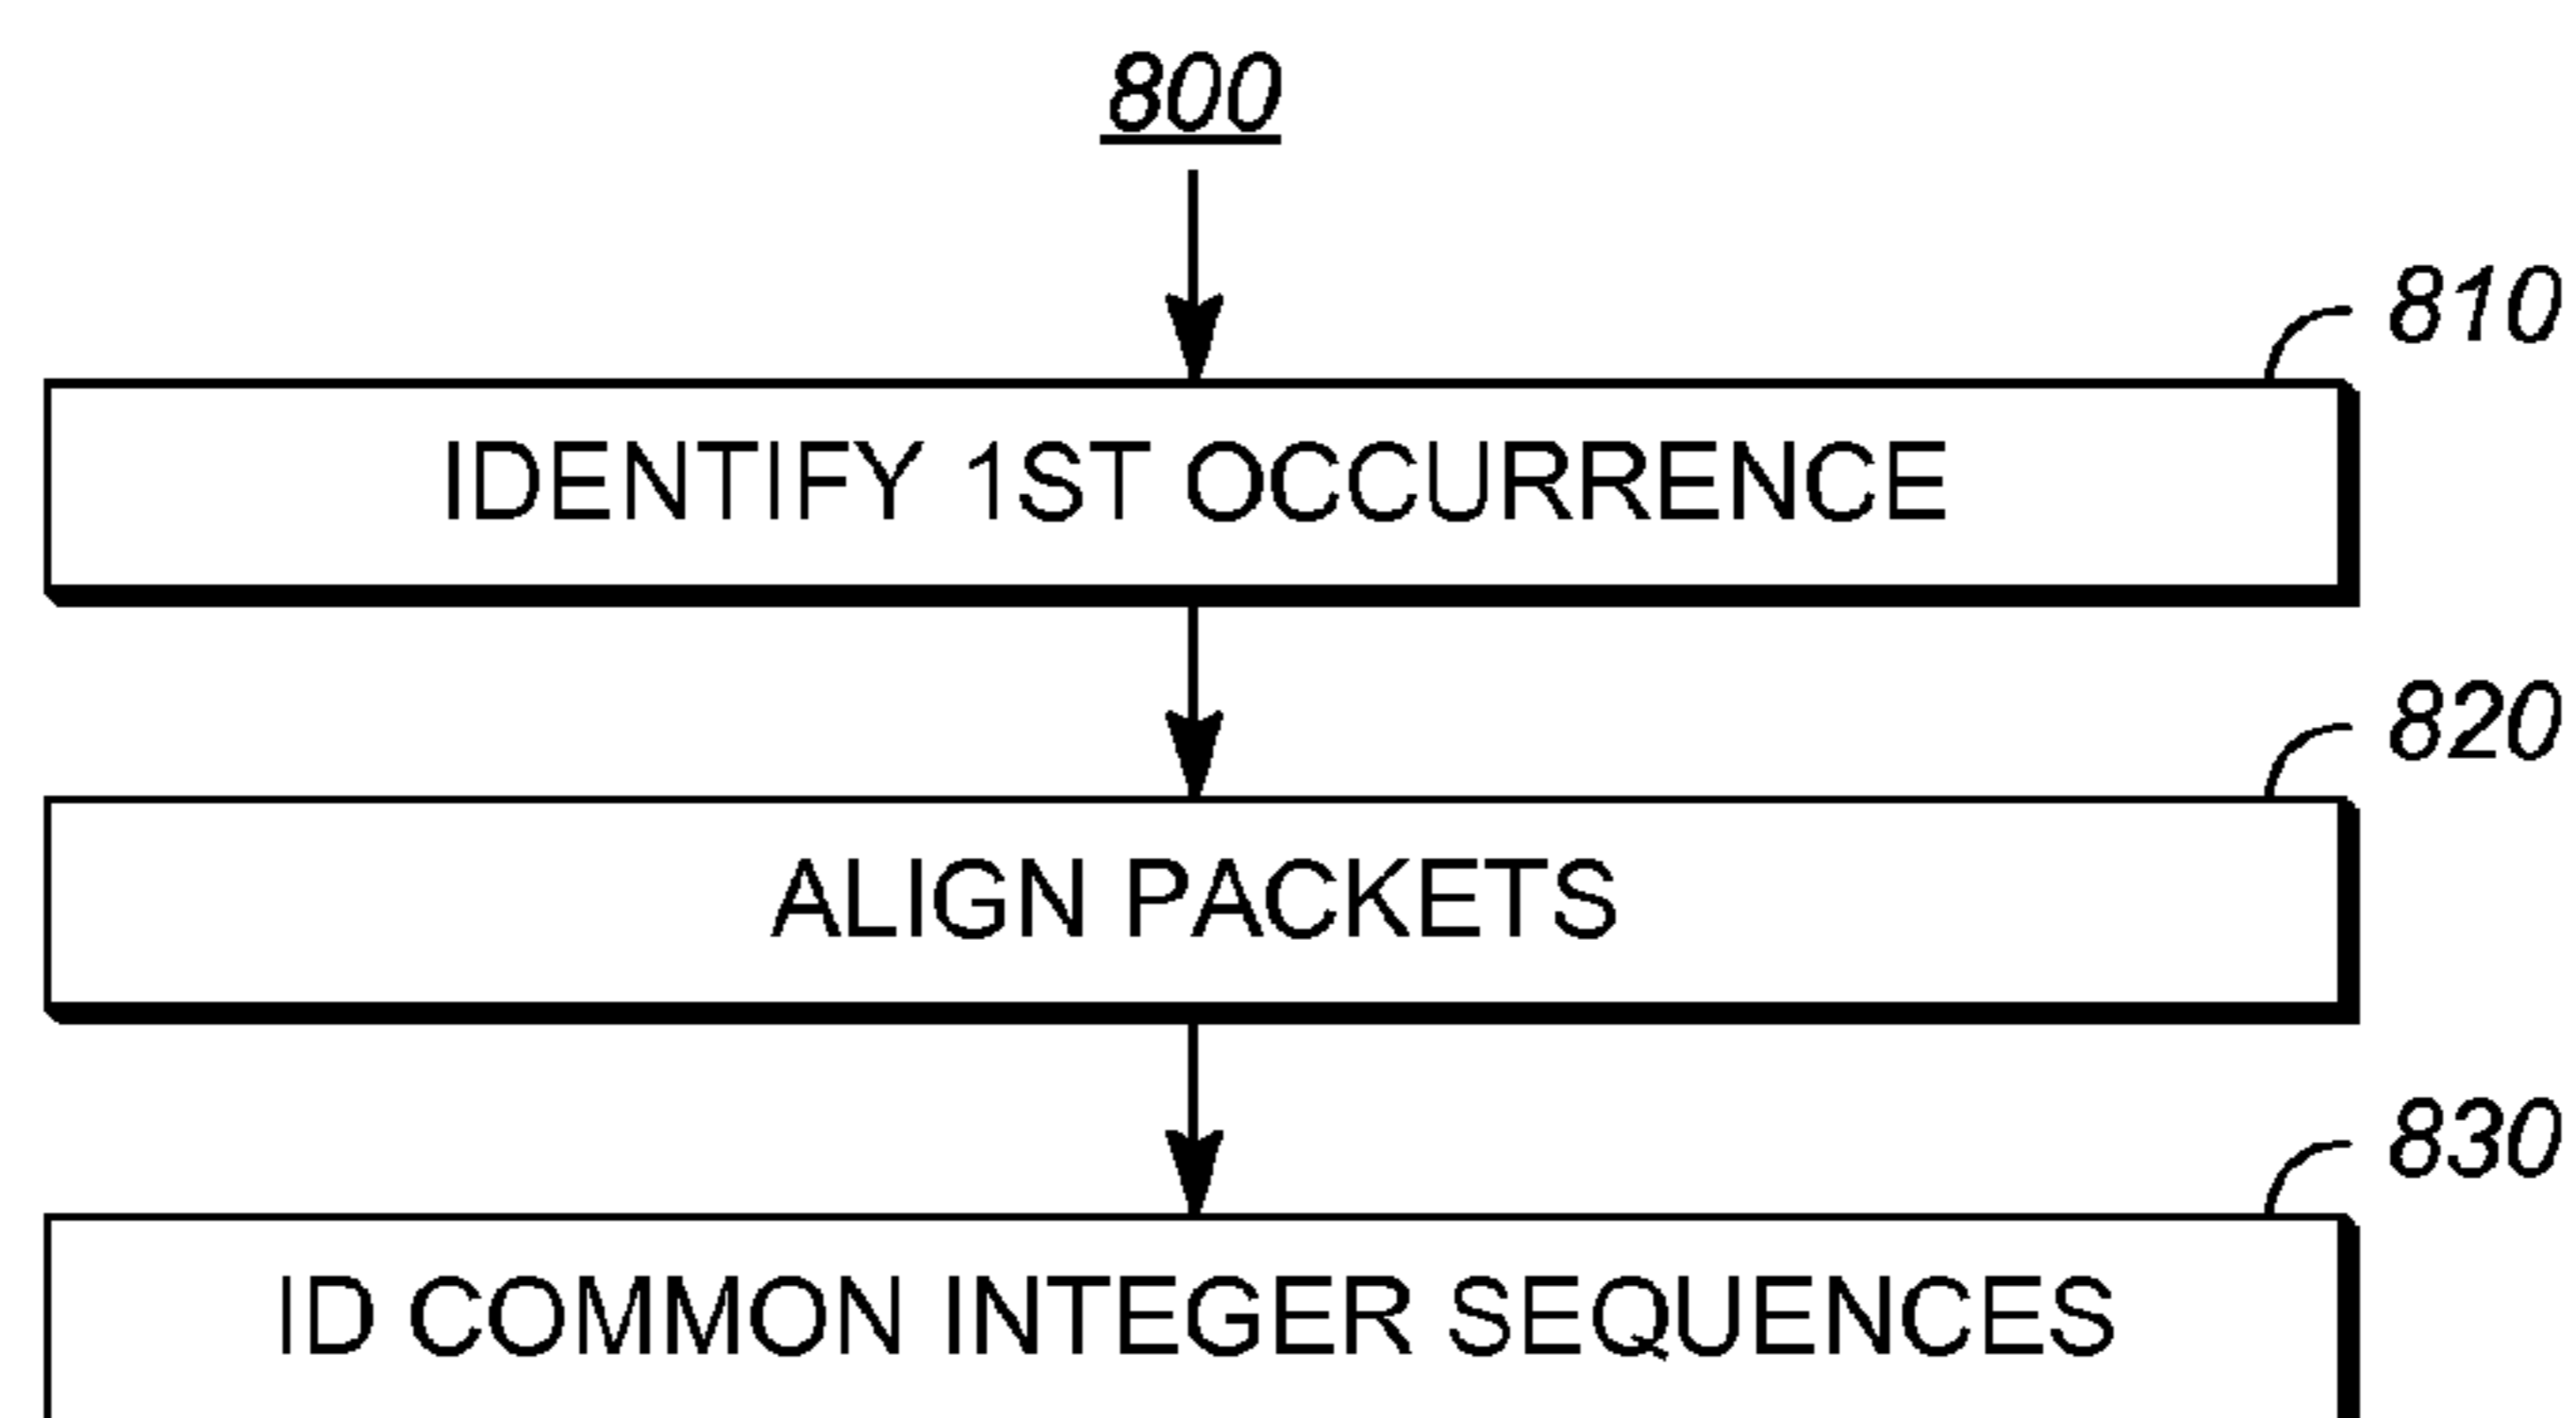 800
810
IDENTIFY 1ST OCCURRENCE
820
ALIGN PACKETS
830
ID COMMON INTEGER SEQUENCES